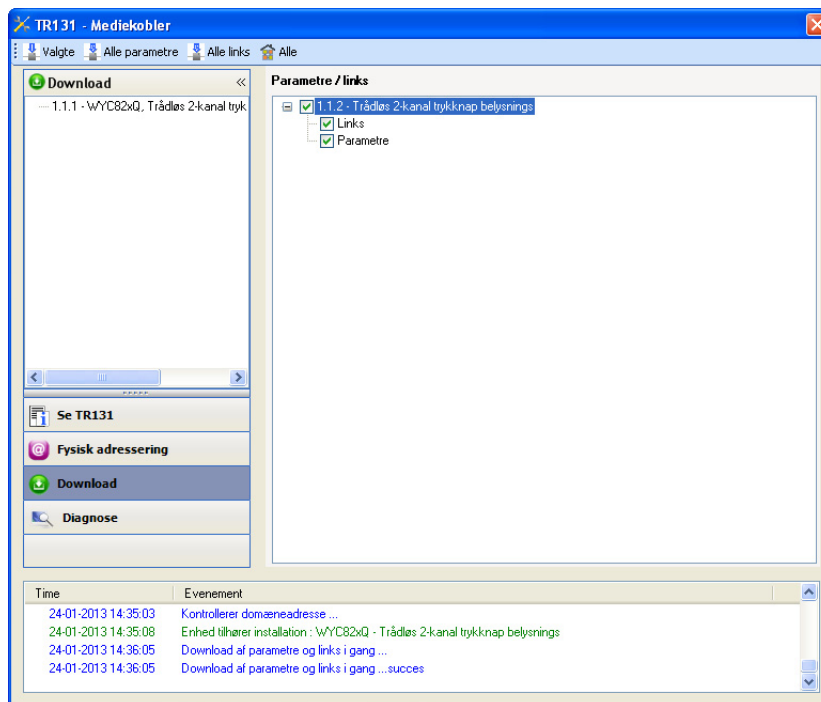 TR131 - Mediekobler
Valgte Alle parametre Alle links Alle
Download «
1.1.1 - WYC82xQ, Trådløs 2-kanal tryk
Parametre / links
1.1.2 - Trådløs 2-kanal trykknap belysnings
Links
Parametre
Se TR131
Fysisk adressering
Download
Diagnose
Time Evenement
24-01-2013 14:35:03 Kontrollerer domæneadresse ...
24-01-2013 14:35:08 Enhed tilhører installation : WYC82xQ - Trådløs 2-kanal trykknap belysnings
24-01-2013 14:36:05 Download af parametre og links i gang ...
24-01-2013 14:36:05 Download af parametre og links i gang ...succes